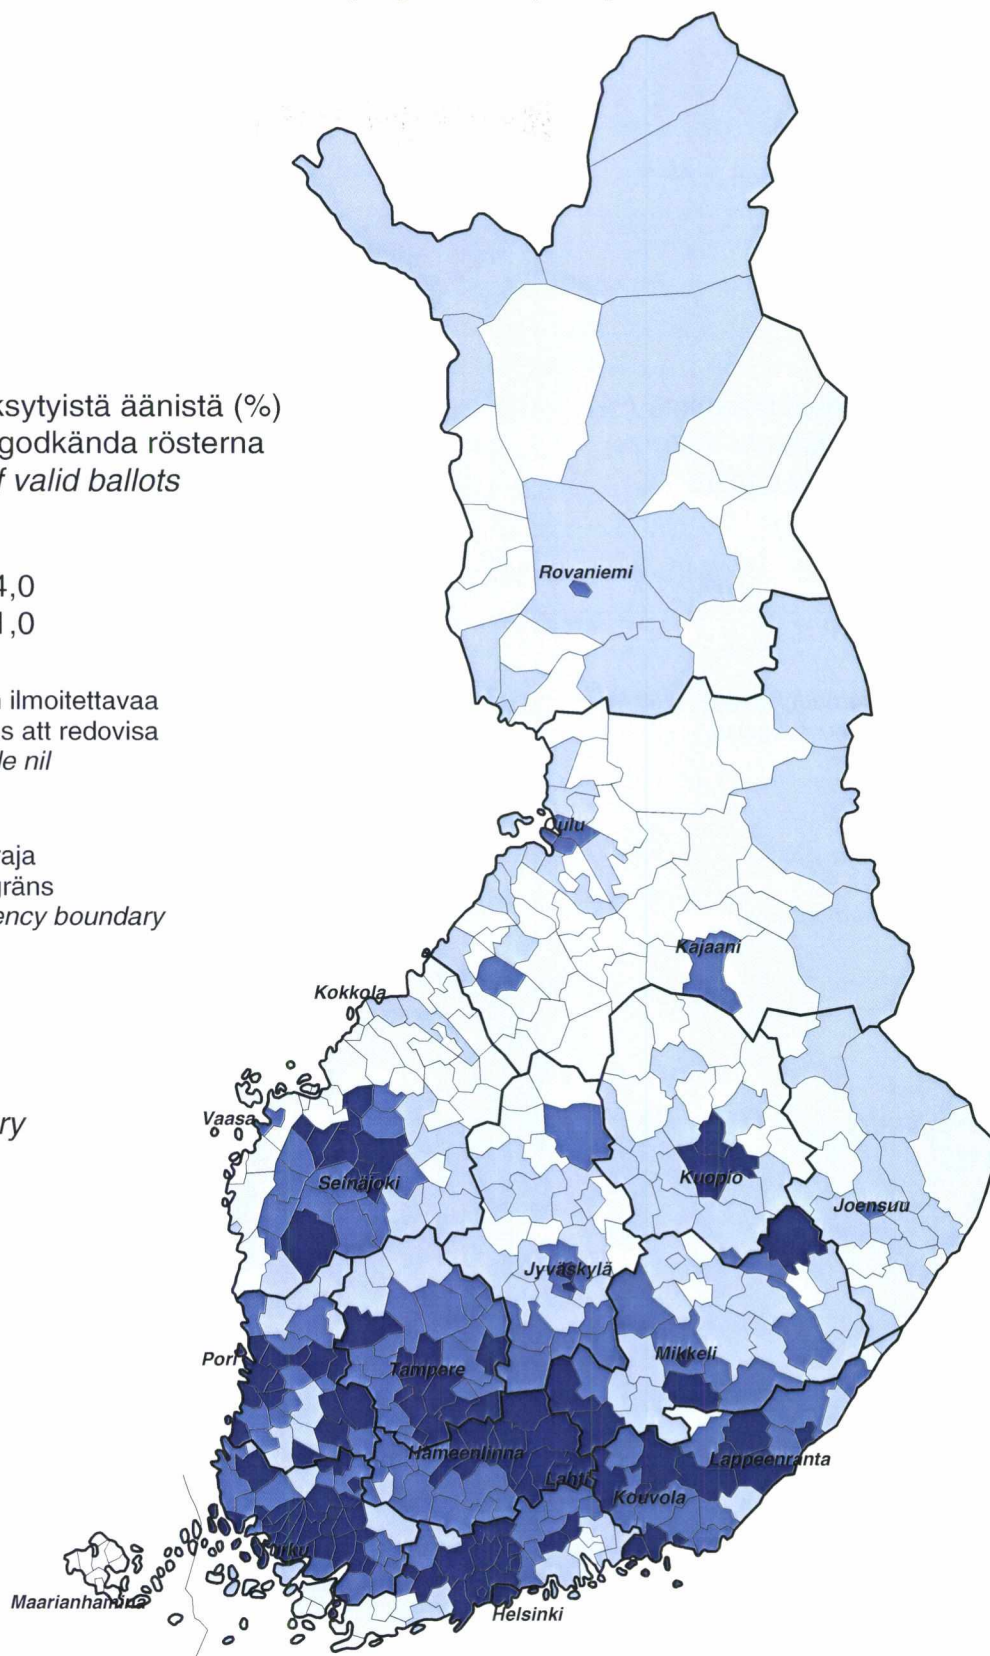 ksytyistä äänistä (%)
godkända rösterna
f valid ballots
4,0
1,0
ilmoitettavaa
s att redovisa
le nil
raja
gräns
ency boundary
ry
Rovaniemi
Oulu
Kajaani
Kokkola
Vaasa
Seinäjoki
Kuopio
Joensuu
Jyväskylä
Pori
Tampere
Mikkeli
Hämeenlinna
Lahti
Lappeenranta
Kouvola
Turku
Maarianhamina
Helsinki